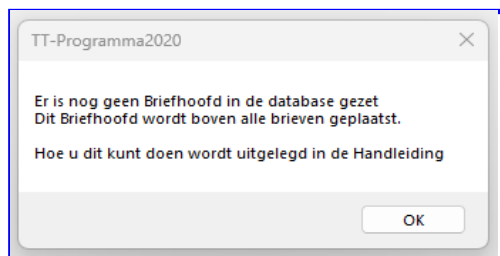 TT-Programma2020
Er is nog geen Briefhoofd in de database gezet
Dit Briefhoofd wordt boven alle brieven geplaatst.
Hoe u dit kunt doen wordt uitgelegd in de Handleiding
OK